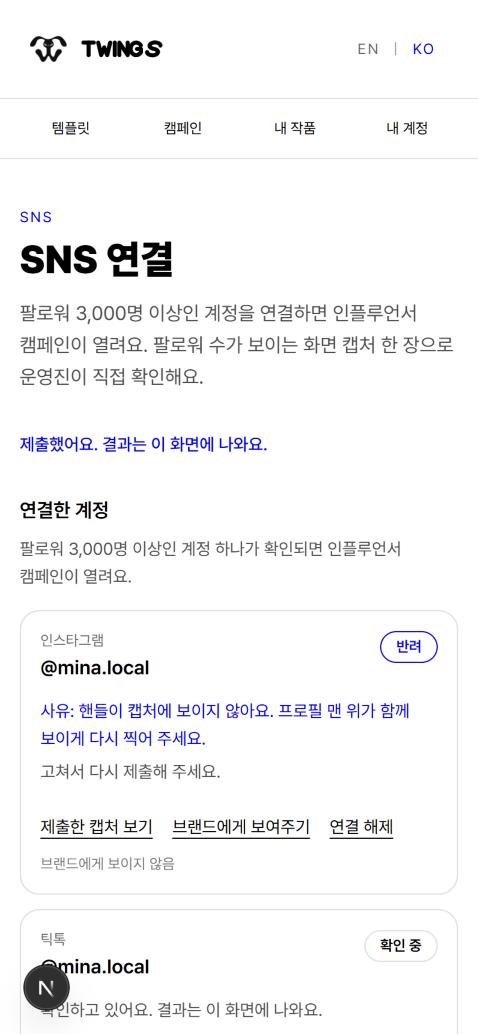 TWINGS
EN | KO
템플릿 캠페인 내 작품 내 계정
SNS
SNS 연결
팔로워 3,000명 이상인 계정을 연결하면 인플루언서
캠페인이 열려요. 팔로워 수가 보이는 화면 캡처 한 장으로
운영진이 직접 확인해요.
제출했어요. 결과는 이 화면에 나와요.
연결한 계정
팔로워 3,000명 이상인 계정 하나가 확인되면 인플루언서
캠페인이 열려요.
인스타그램
반려
@mina.local
사유: 핸들이 캡처에 보이지 않아요. 프로필 맨 위가 함께
보이게 다시 찍어 주세요.
고쳐서 다시 제출해 주세요.
제출한 캡처 보기 브랜드에게 보여주기 연결 해제
브랜드에게 보이지 않음
틱톡
확인 중
@mina.local
확인하고 있어요. 결과는 이 화면에 나와요.
N